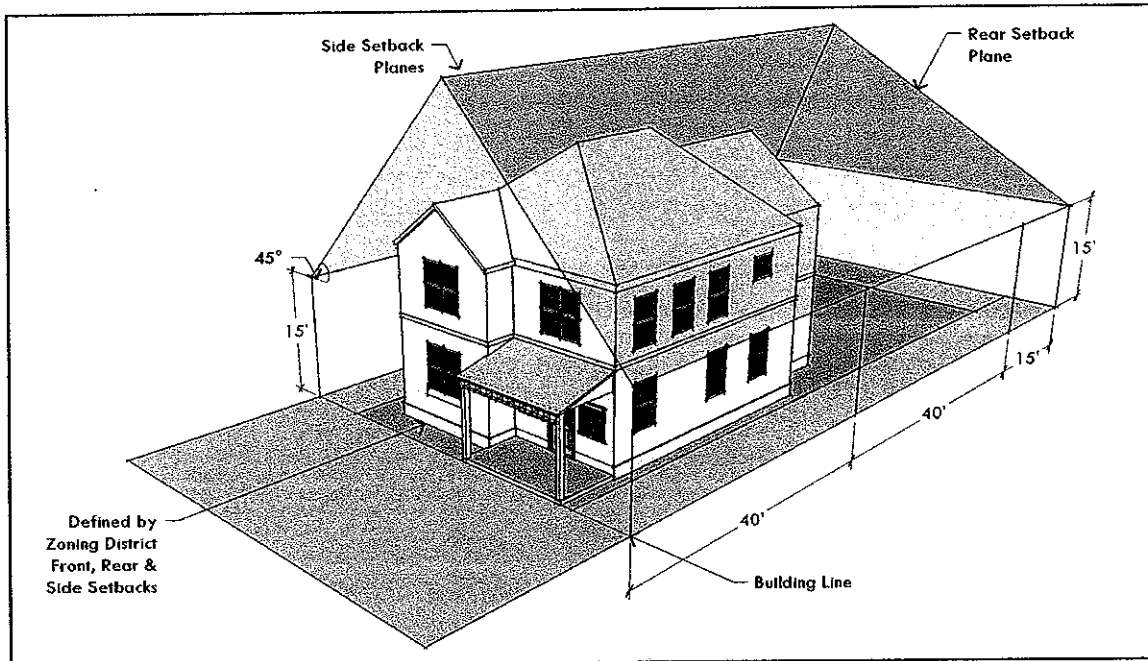 Side Setback
Planes
Rear Setback
Plane
45°
15'
15'
15'
40'
40'
Defined by
Zoning District
Front, Rear &
Side Setbacks
Building Line